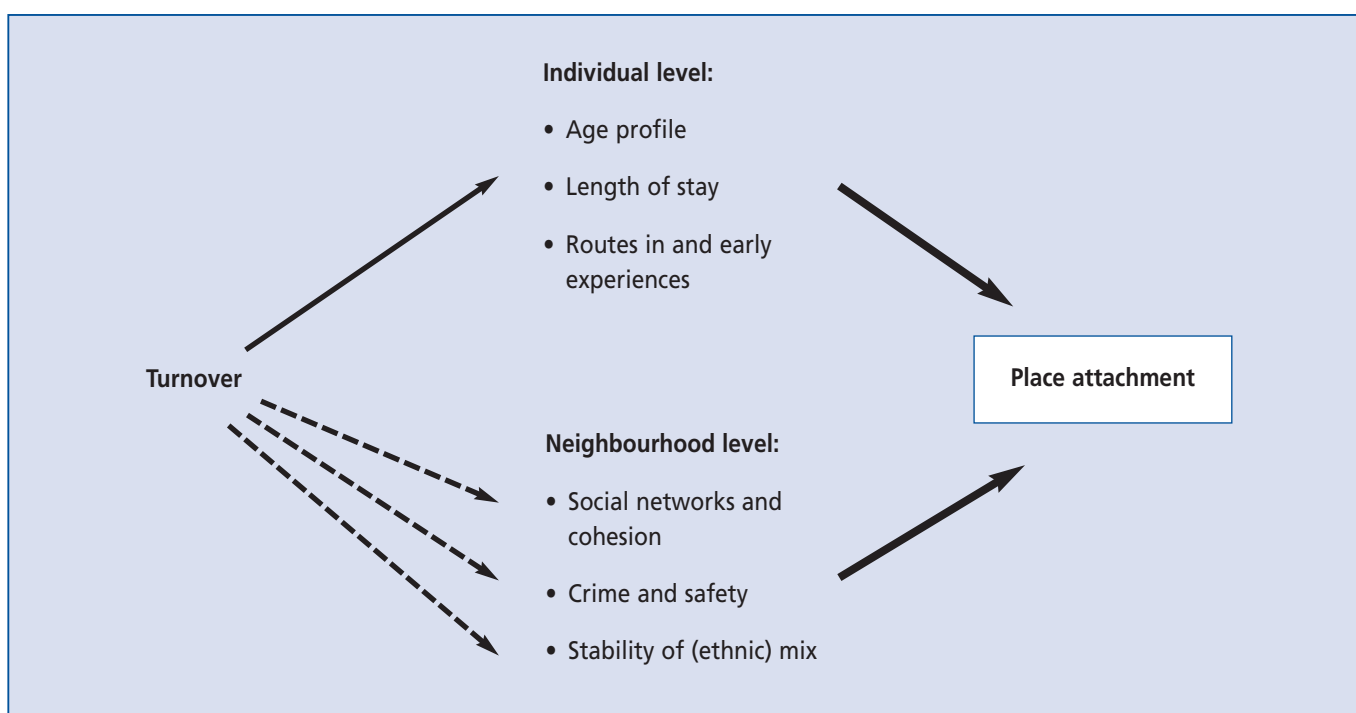 Individual level:
• Age profile
• Length of stay
• Routes in and early
experiences
Turnover
Place attachment
Neighbourhood level:
• Social networks and
cohesion
• Crime and safety
• Stability of (ethnic) mix